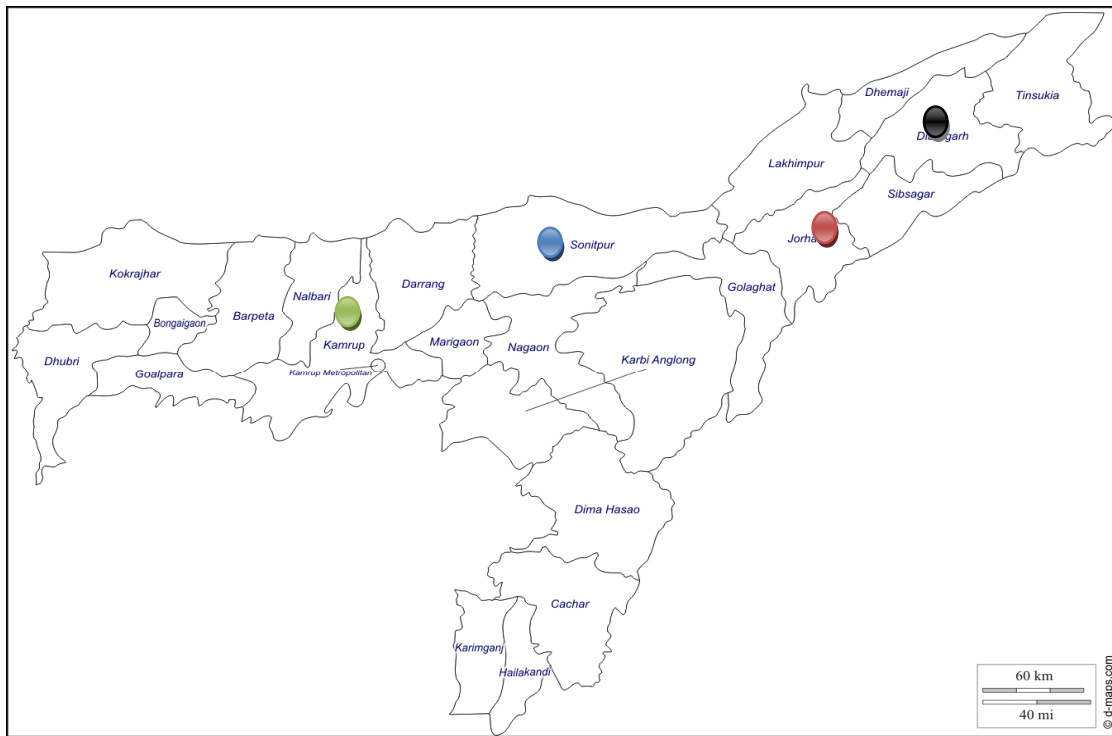 Dhemaji
Tinsukia
Lakhimpur
Sibsagar
Sonitpur
Kokrajhar
Darrang
Golaghat
Nalbari
Barpeta
Bongaigaon
Kamrup
Marigaon
Nagaon
Karbi Anglong
Dhubri
Goalpara
Kamrup Metropolitan
Dima Hasao
Cachar
Karimganj
Hailakandi
60 km
40 mi
© d-maps.com